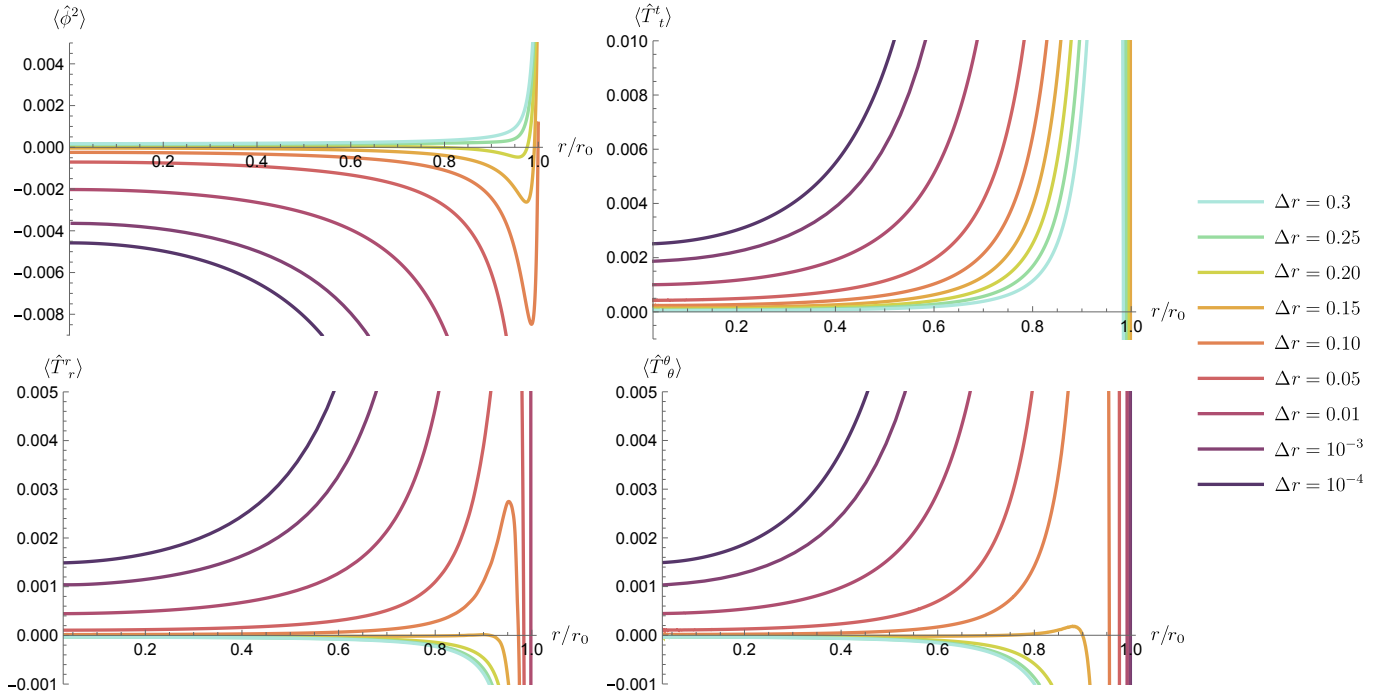 ⟨φ̂²⟩
0.004
0.002
0.000
−0.002
−0.004
−0.006
−0.008
0.2 0.4 0.6 0.8 1.0
r/r₀
⟨T̂ᵗₜ⟩
0.010
0.008
0.006
0.004
0.002
0.000
0.2 0.4 0.6 0.8 1.0
r/r₀
⟨T̂ʳᵣ⟩
0.005
0.004
0.003
0.002
0.001
0.000
−0.001
0.2 0.4 0.6 0.8 1.0
r/r₀
⟨T̂^θ_θ⟩
0.005
0.004
0.003
0.002
0.001
0.000
−0.001
0.2 0.4 0.6 0.8 1.0
r/r₀
Δr = 0.3
Δr = 0.25
Δr = 0.20
Δr = 0.15
Δr = 0.10
Δr = 0.05
Δr = 0.01
Δr = 10⁻³
Δr = 10⁻⁴